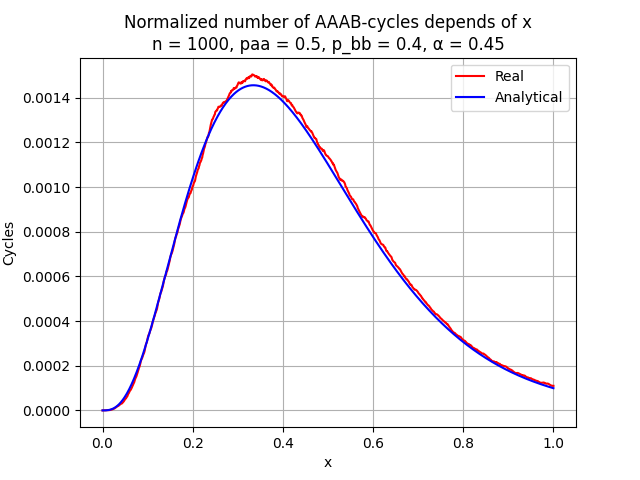 Normalized number of AAAB-cycles depends of x
n = 1000, paa = 0.5, p_bb = 0.4, α = 0.45
Real
Analytical
Cycles
0.0014
0.0012
0.0010
0.0008
0.0006
0.0004
0.0002
0.0000
0.0 0.2 0.4 0.6 0.8 1.0
x